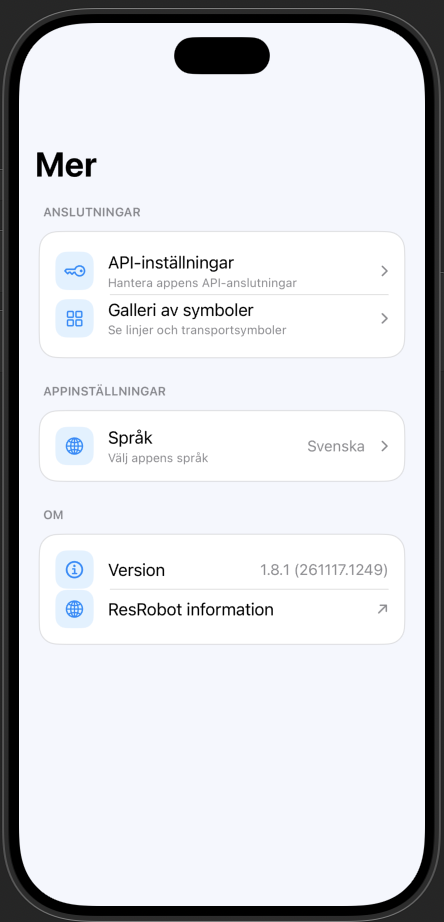 Mer
ANSLUTNINGAR
API-inställningar
Hantera appens API-anslutningar
Galleri av symboler
Se linjer och transportsymboler
APPINSTÄLLNINGAR
Språk
Välj appens språk
Svenska
OM
Version
1.8.1 (261117.1249)
ResRobot information